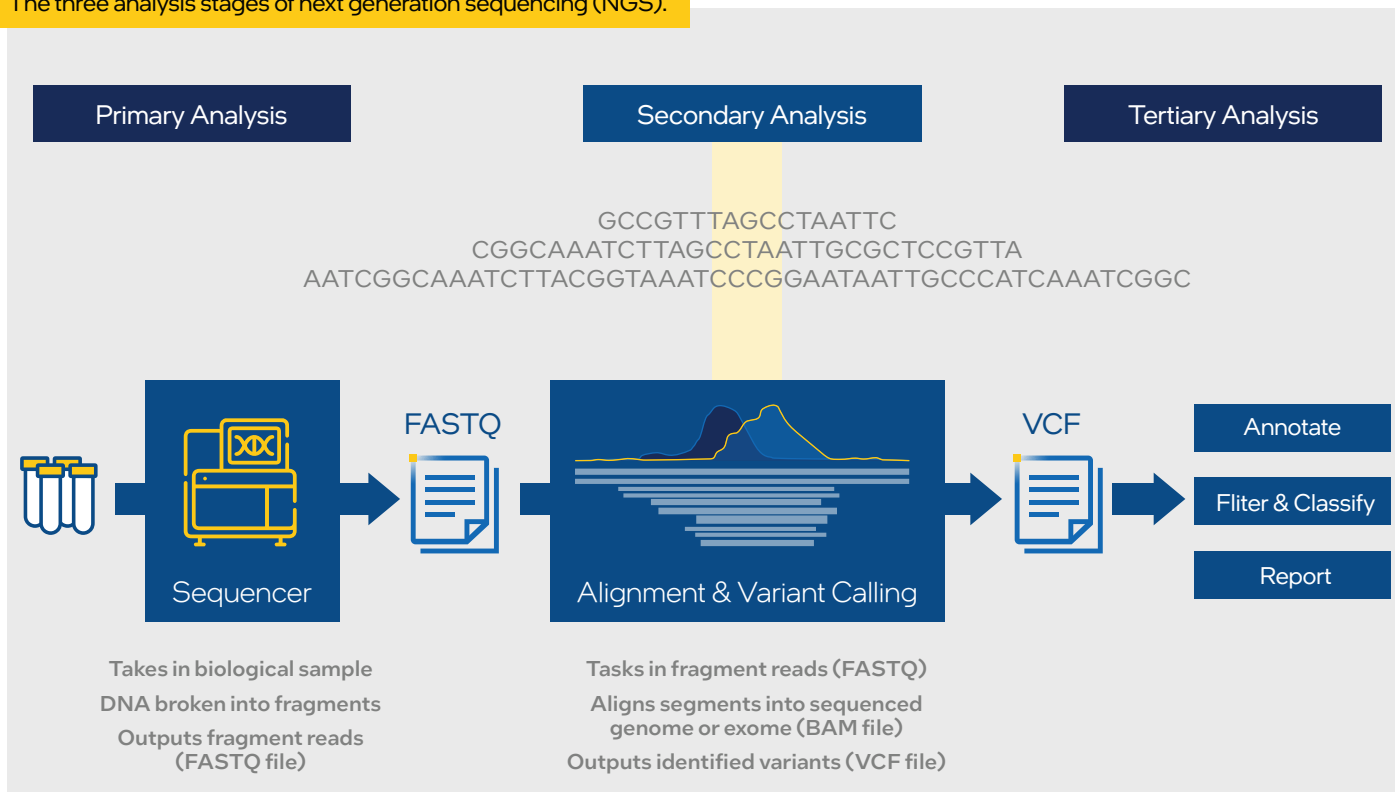 The three analysis stages of next generation sequencing (NGS).
Primary Analysis
Secondary Analysis
Tertiary Analysis
GCCGTTTAGCCTAATTC
CGGCAAATCTTAGCCTAATTGCGCTCCGTTA
AATCGGCAAATCTTACGGTAAATCCCGGAATAATTGCCCATCAAATCGGC
FASTQ
VCF
Annotate
Fliter & Classify
Report
Sequencer
Alignment & Variant Calling
Takes in biological sample
DNA broken into fragments
Outputs fragment reads
(FASTQ file)
Tasks in fragment reads (FASTQ)
Aligns segments into sequenced
genome or exome (BAM file)
Outputs identified variants (VCF file)